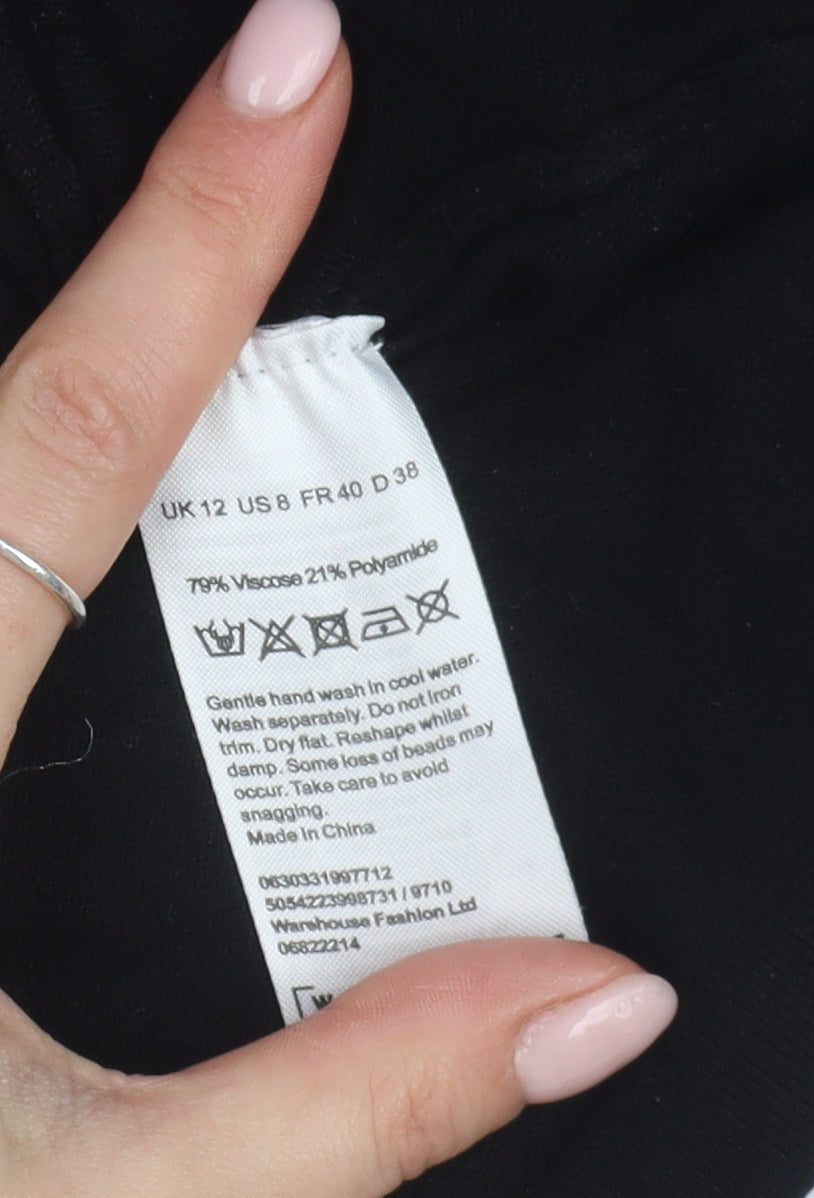 UK 12 US 8 FR 40 D 38
79% Viscose 21% Polyamide
Gentle hand wash in cool water.
Wash separately. Do not iron
trim. Dry flat. Reshape whilst
damp. Some loss of beads may
occur. Take care to avoid
snagging.
Made in China
0630331997712
5054223998731 / 9710
Warehouse Fashion Ltd
06822214
W